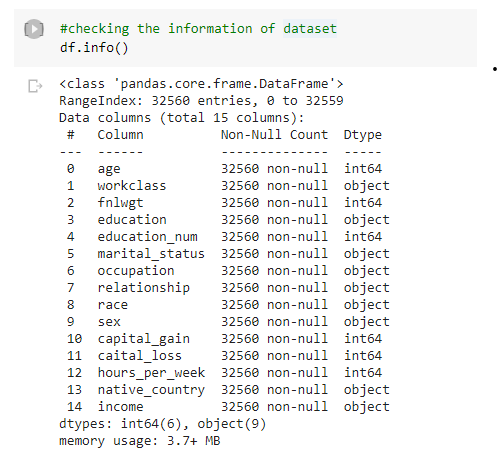 #checking the information of dataset
df.info()
<class 'pandas.core.frame.DataFrame'>
RangeIndex: 32560 entries, 0 to 32559
Data columns (total 15 columns):
 #   Column          Non-Null Count  Dtype
---  ------          --------------  -----
 0   age             32560 non-null  int64
 1   workclass       32560 non-null  object
 2   fnlwgt          32560 non-null  int64
 3   education       32560 non-null  object
 4   education_num   32560 non-null  int64
 5   marital_status  32560 non-null  object
 6   occupation      32560 non-null  object
 7   relationship    32560 non-null  object
 8   race            32560 non-null  object
 9   sex             32560 non-null  object
 10  capital_gain    32560 non-null  int64
 11  caital_loss     32560 non-null  int64
 12  hours_per_week  32560 non-null  int64
 13  native_country  32560 non-null  object
 14  income          32560 non-null  object
dtypes: int64(6), object(9)
memory usage: 3.7+ MB